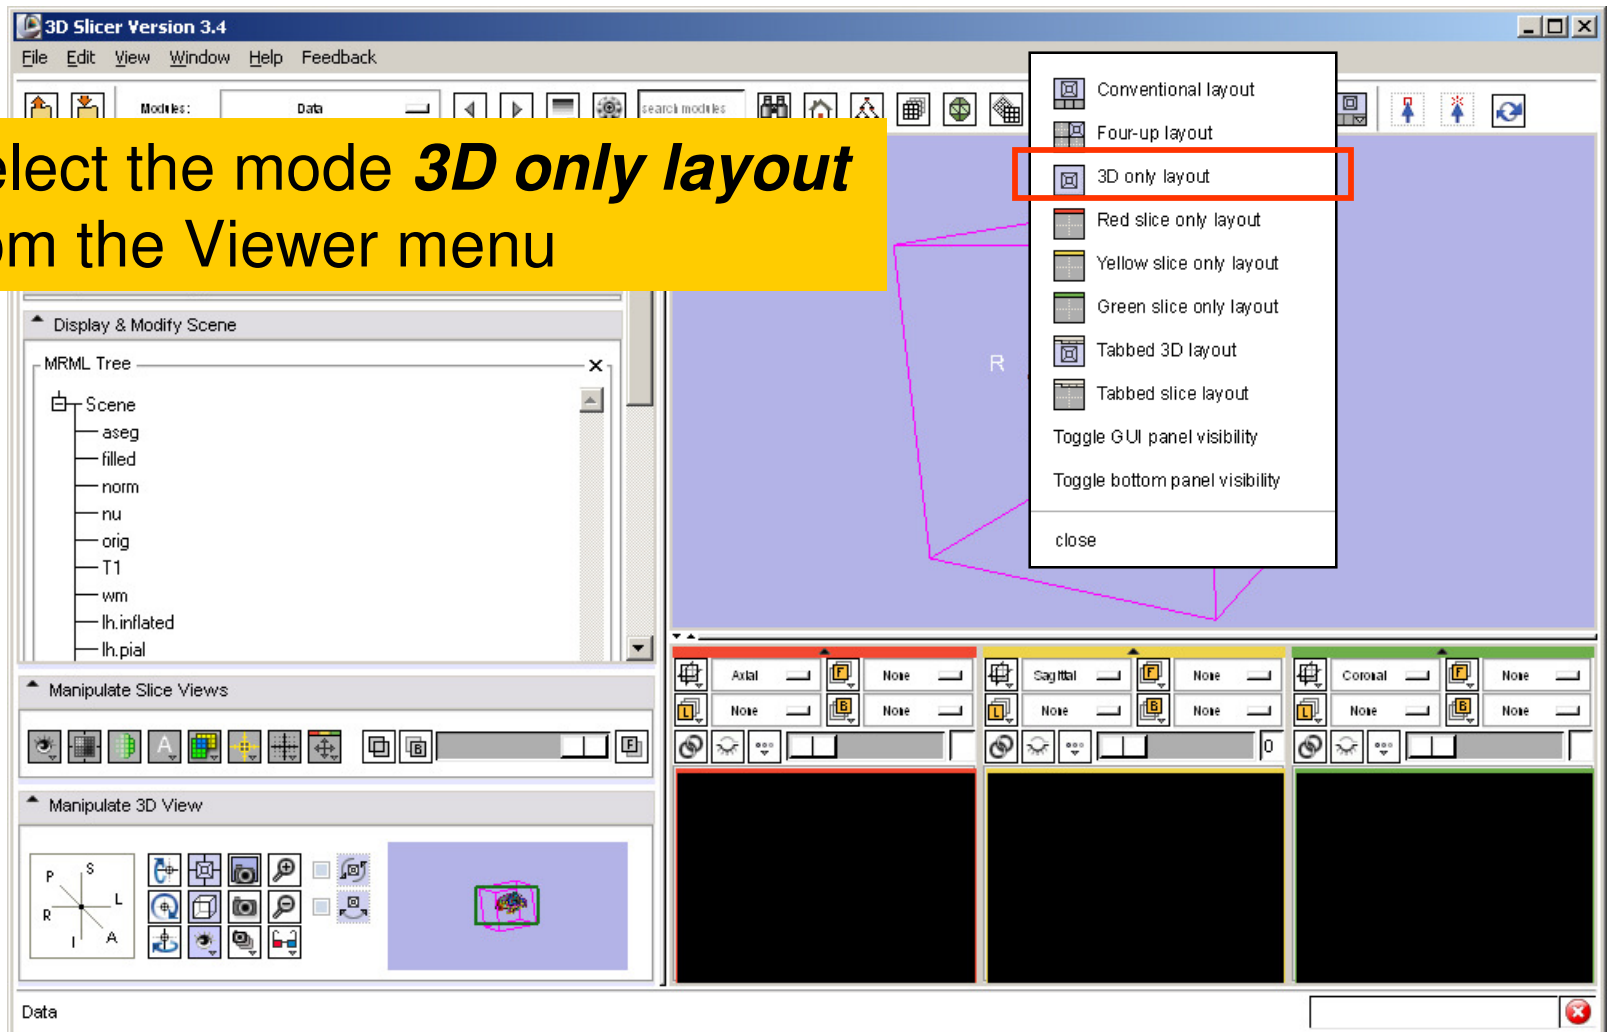 3D Slicer Version 3.4
File Edit View Window Help Feedback
Modules: Data search modules
elect the mode 3D only layout
om the Viewer menu
Conventional layout
Four-up layout
3D only layout
Red slice only layout
Yellow slice only layout
Green slice only layout
Tabbed 3D layout
Tabbed slice layout
Toggle GUI panel visibility
Toggle bottom panel visibility
close
R
Display & Modify Scene
MRML Tree
Scene
aseg
filled
norm
nu
orig
T1
wm
lh.inflated
lh.pial
Manipulate Slice Views
A B F
Manipulate 3D View
P S L R I A
Axial F None
L None B None
Sagittal F None
L None B None
0
Coronal F None
L None B None
Data